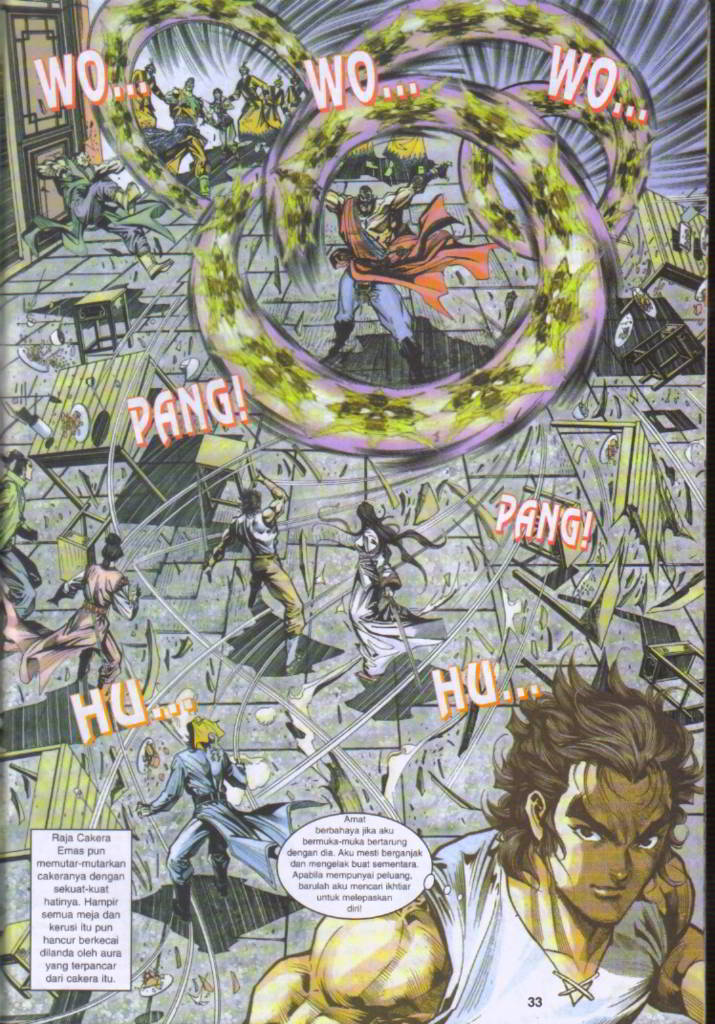 WO...
WO...
WO...
PANG!
PANG!
HU...
HU...
Raja Cakera
Emas pun
memutar-mutarkan
cakeranya dengan
sekuat-kuat
hatinya. Hampir
semua meja dan
kerusi itu pun
hancur berkecai
dilanda oleh aura
yang terpancar
dari cakera itu.
Amat
berbahaya jika aku
bermuka-muka bertarung
dengan dia. Aku mesti berganjak
dan mengelak buat sementara.
Apabila mempunyai peluang,
barulah aku mencari ikhtiar
untuk melepaskan
diri!
33